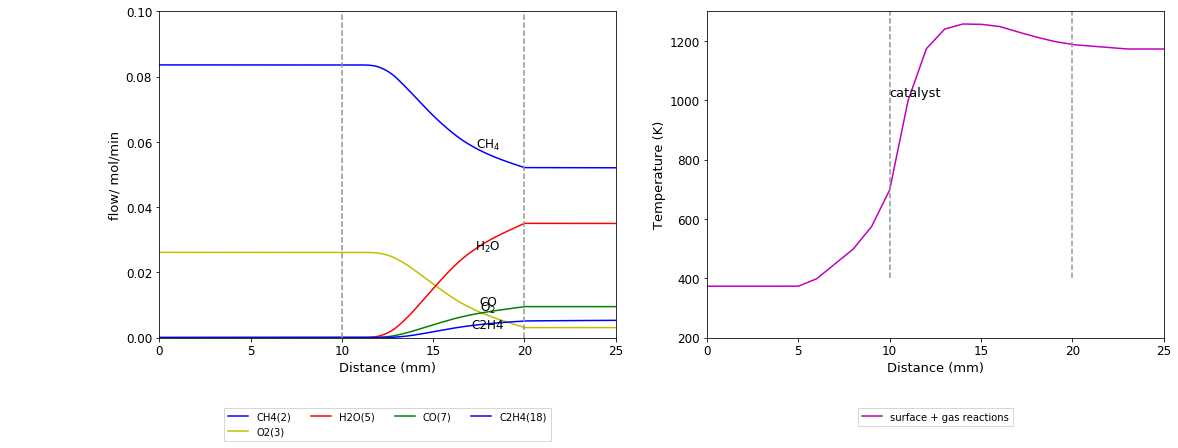 0.10
0.08
0.06
0.04
0.02
0.00
flow/ mol/min
CH₄
H₂O
CO
O₂
C2H4
0 5 10 15 20 25
Distance (mm)
CH4(2) H2O(5) CO(7) C2H4(18)
O2(3)
1200
1000
800
600
400
200
Temperature (K)
catalyst
0 5 10 15 20 25
Distance (mm)
surface + gas reactions